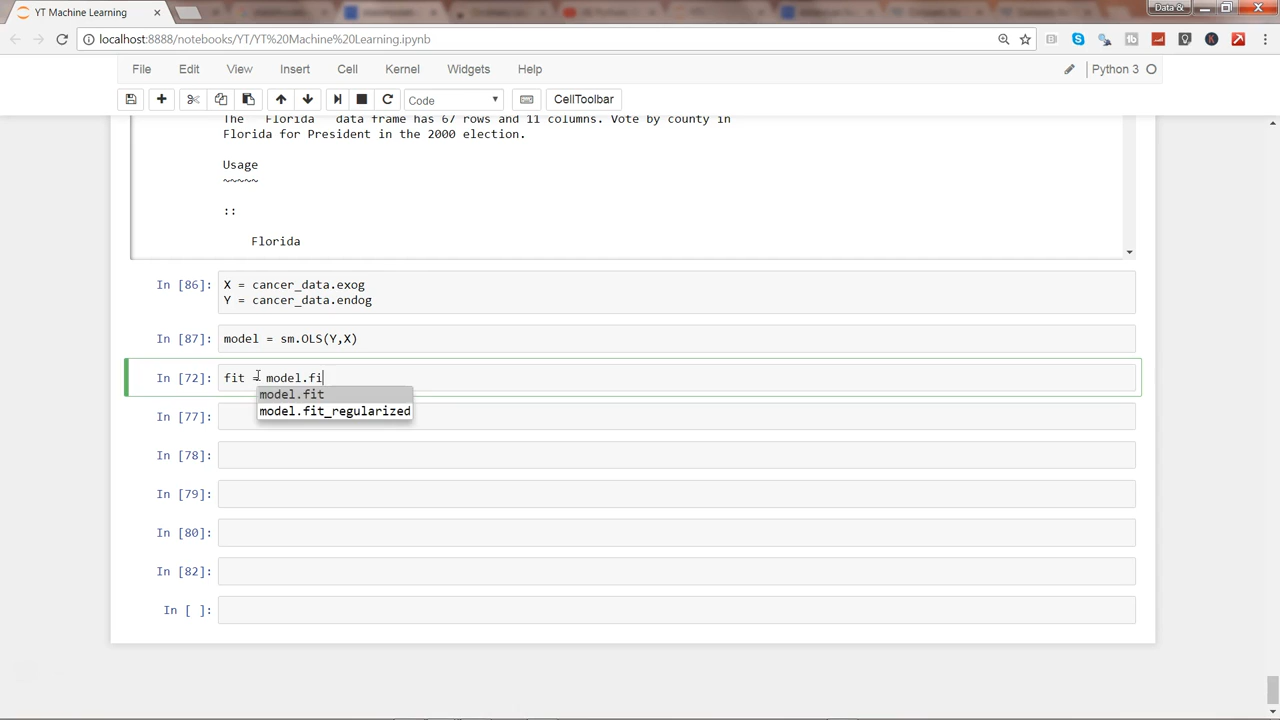 YT Machine Learning
Data &
localhost:8888/notebooks/YT/YT%20Machine%20Learning.ipynb
File Edit View Insert Cell Kernel Widgets Help Python 3
Code CellToolbar
The Florida data frame has 67 rows and 11 columns. Vote by county in
Florida for President in the 2000 election.
Usage
~~~~~
::
Florida
In [86]: X = cancer_data.exog
Y = cancer_data.endog
In [87]: model = sm.OLS(Y,X)
In [72]: fit = model.fi
model.fit
model.fit_regularized
In [77]:
In [78]:
In [79]:
In [80]:
In [82]:
In [ ]: